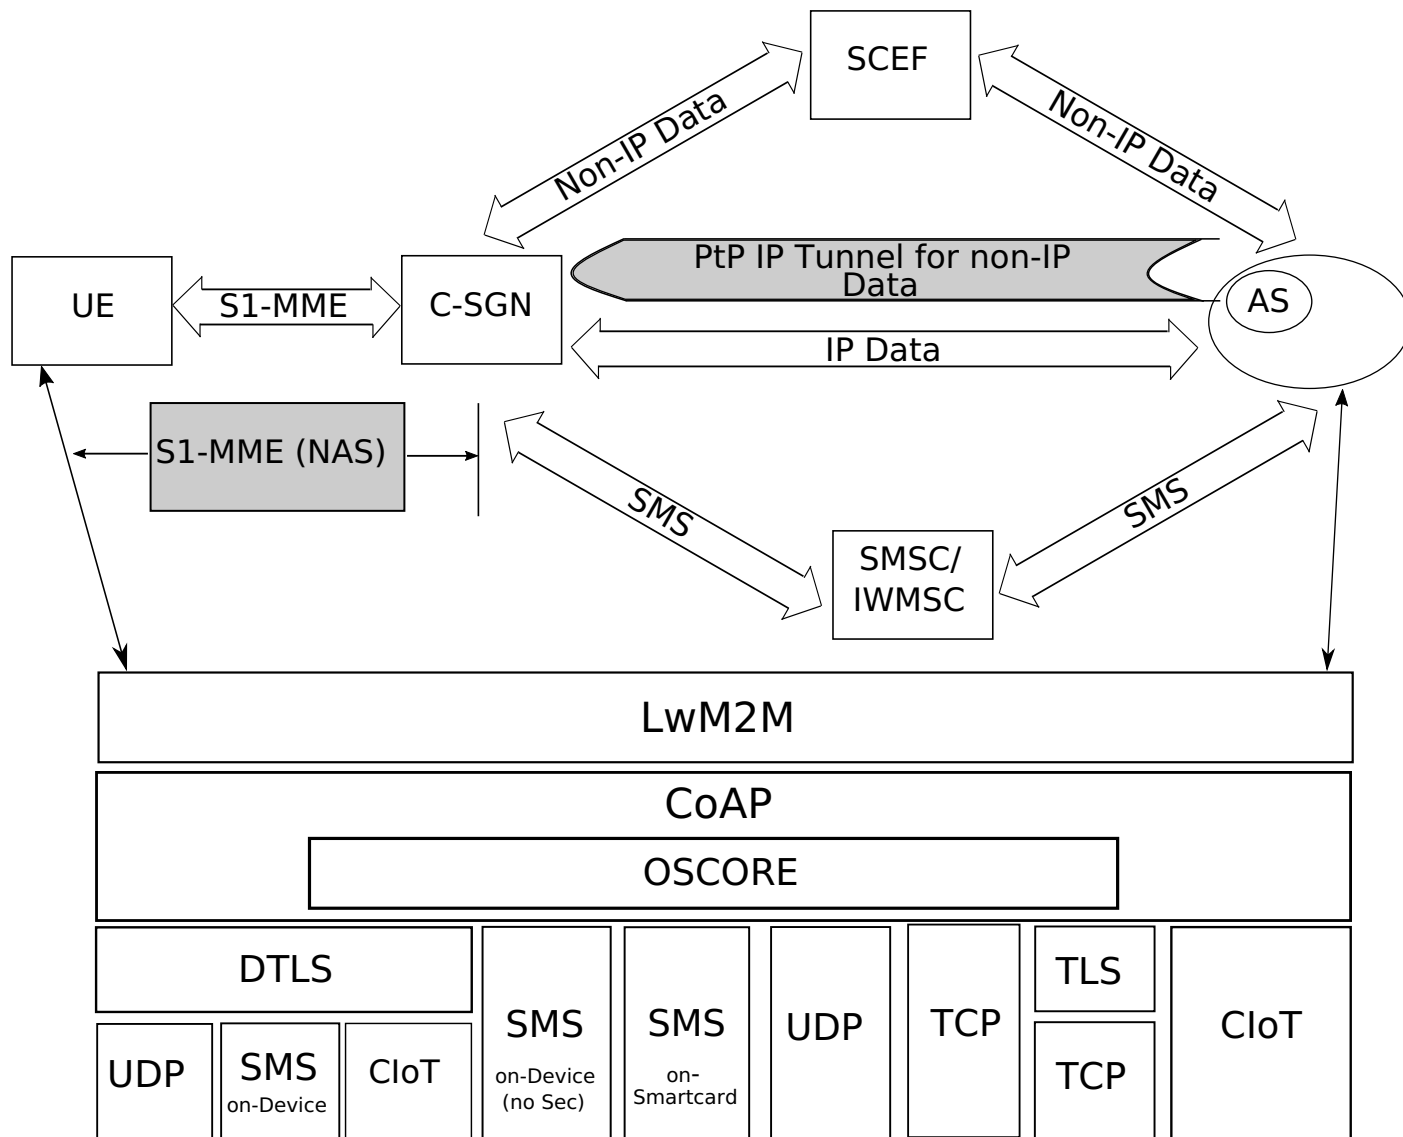 SCEF
Non-IP Data
Non-IP Data
PtP IP Tunnel for non-IP
Data
UE
S1-MME
C-SGN
AS
IP Data
S1-MME (NAS)
SMS
SMS
SMSC/
IWMSC
LwM2M
CoAP
OSCORE
DTLS
UDP
SMS
on-Device
CIoT
SMS
on-Device
(no Sec)
SMS
on-
Smartcard
UDP
TCP
TLS
TCP
CIoT